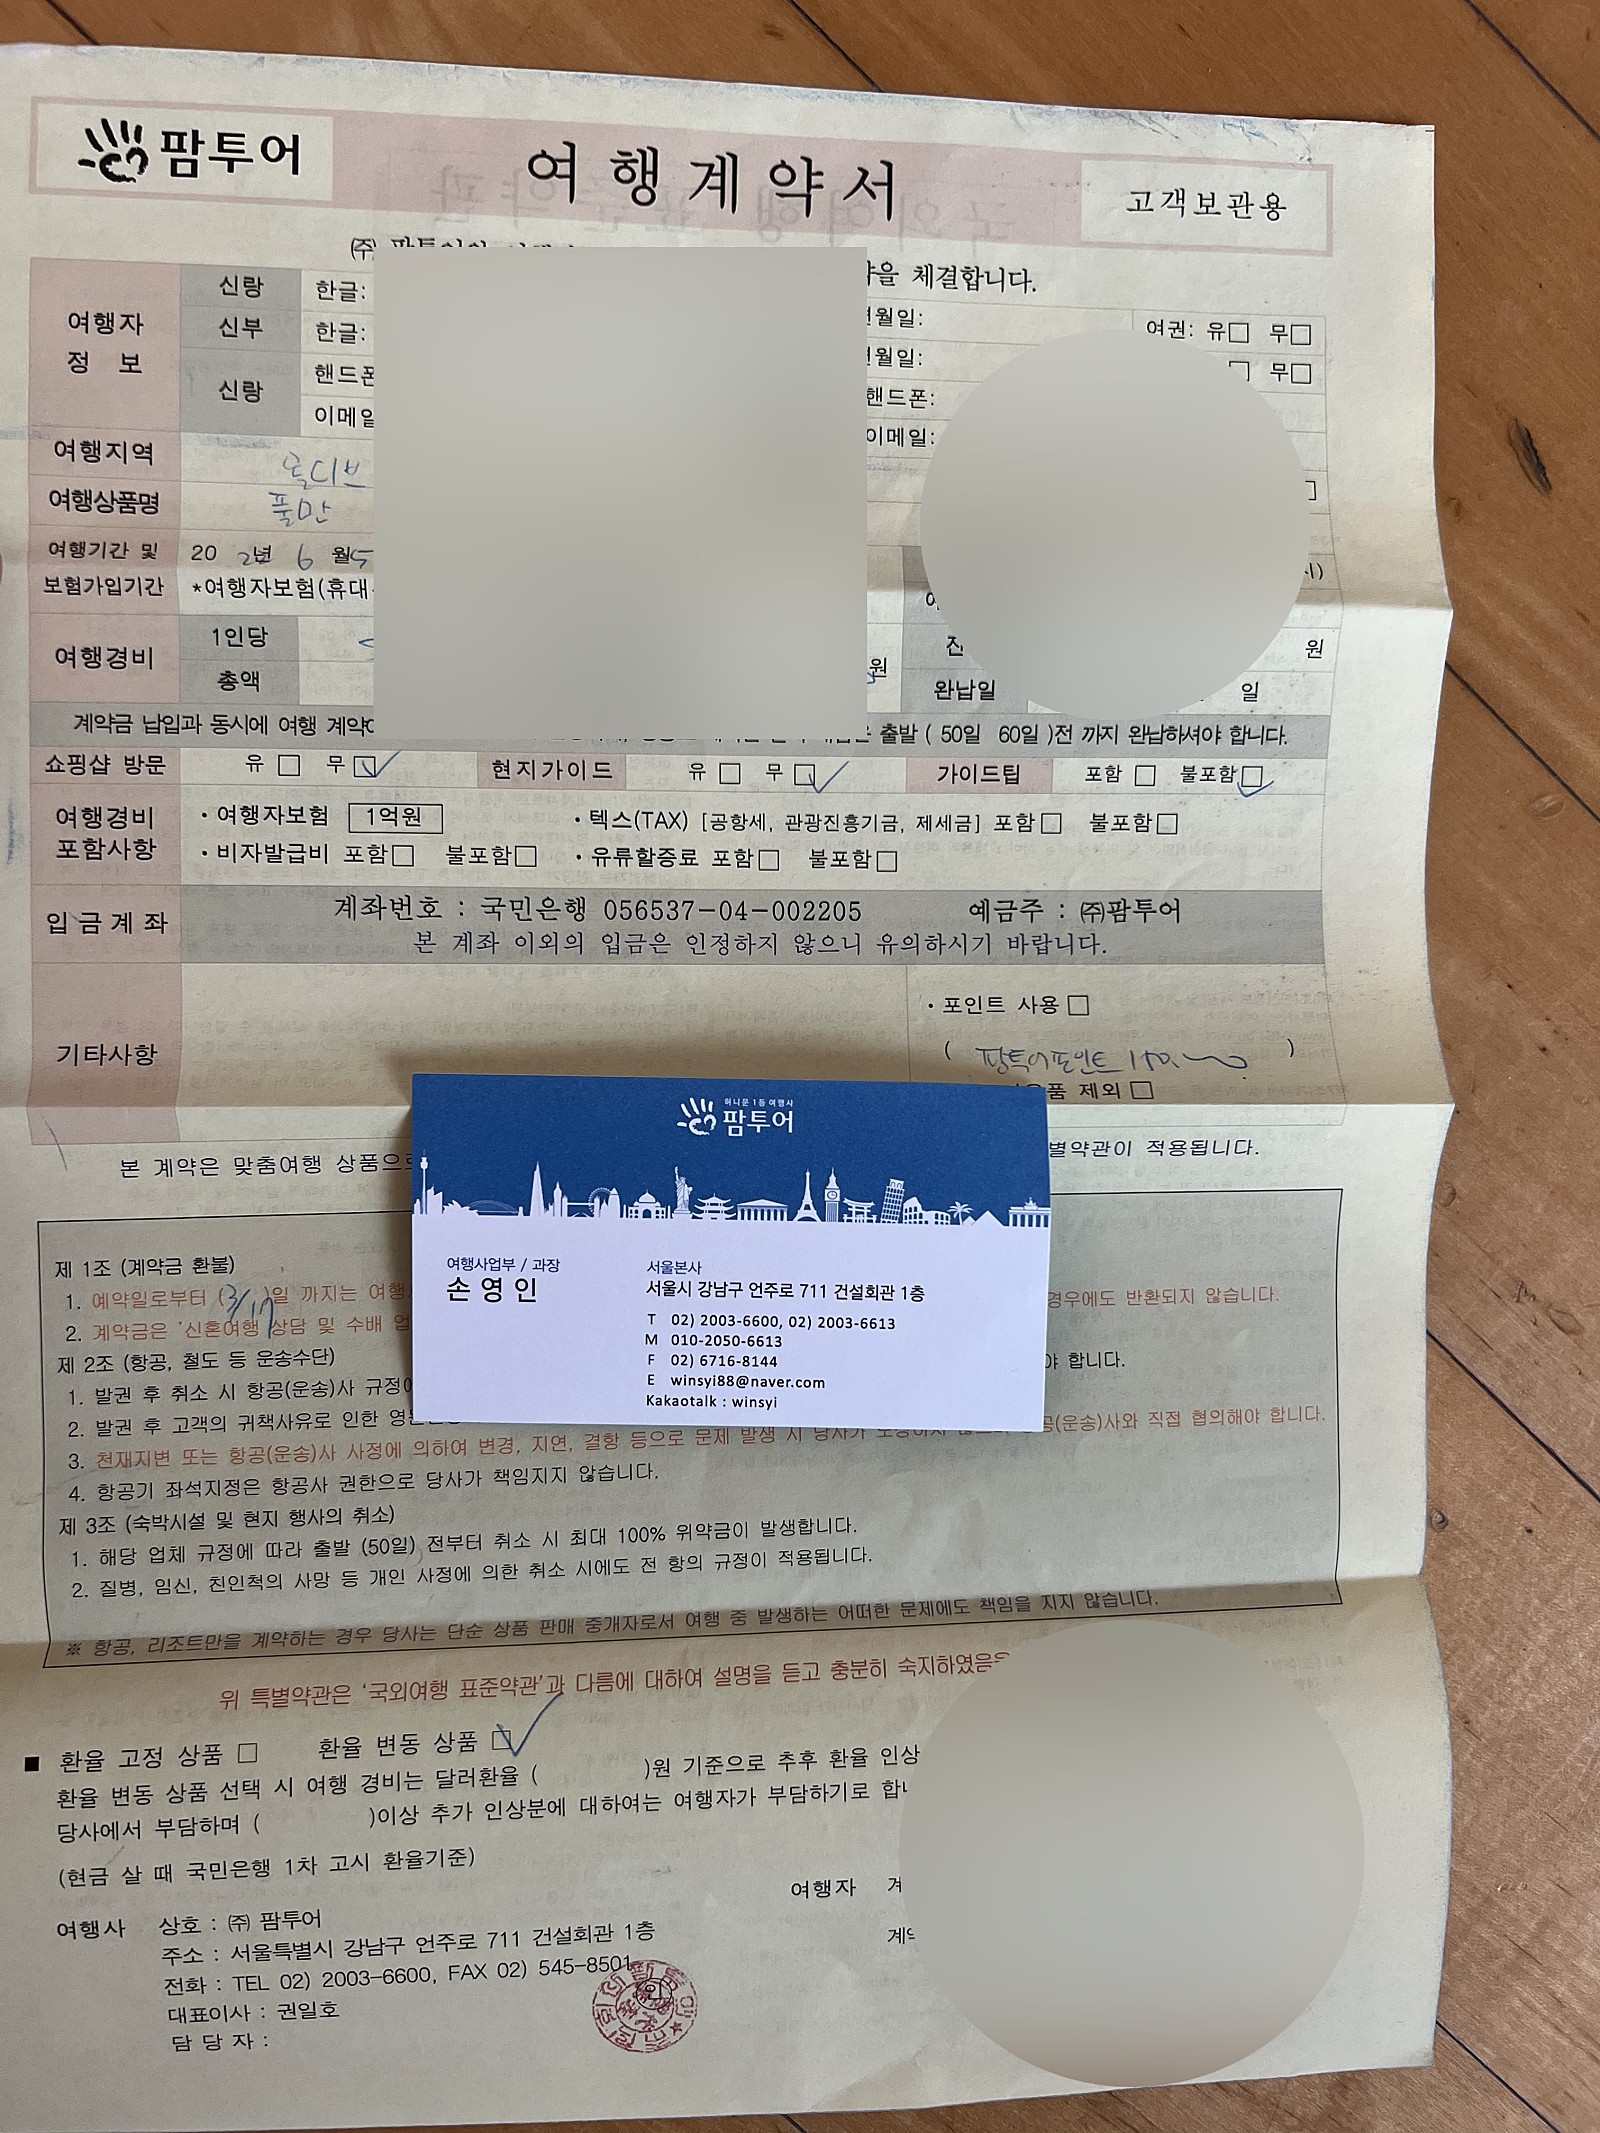 팜투어
여행계약서
고객보관용
㈜
약을 체결합니다.
여행자
정 보
신랑 한글:
월일:
여권: 유□ 무□
신부 한글:
월일:
□ 무□
신랑 핸드폰
핸드폰:
이메일
이메일:
여행지역 몰디브
여행상품명 풀만
여행기간 및
보험가입기간
20 2년 6월 5
*여행자보험(휴대
여행경비
1인당
원
총액
원
완납일 일
계약금 납입과 동시에 여행 계약이
출발 ( 50일 60일 )전 까지 완납하셔야 합니다.
쇼핑샵 방문 유 □ 무 ☑ 현지가이드 유 □ 무 ☑ 가이드팁 포함 □ 불포함 ☑
여행경비
포함사항
· 여행자보험 1억원 · 텍스(TAX) [공항세, 관광진흥기금, 제세금] 포함□ 불포함□
· 비자발급비 포함□ 불포함□ · 유류할증료 포함□ 불포함□
입금계좌
계좌번호 : 국민은행 056537-04-002205 예금주 : ㈜팜투어
본 계좌 이외의 입금은 인정하지 않으니 유의하시기 바랍니다.
기타사항
· 포인트 사용□
( 팜투어포인트 150. )
품 제외□
본 계약은 맞춤여행 상품으로
별약관이 적용됩니다.
허니문 1등 여행사
팜투어
여행사업부 / 과장
손영인
서울본사
서울시 강남구 언주로 711 건설회관 1층
T 02) 2003-6600, 02) 2003-6613
M 010-2050-6613
F 02) 6716-8144
E winsyi88@naver.com
Kakaotalk : winsyi
제 1조 (계약금 환불)
1. 예약일로부터 (3/17)일 까지는 여행
경우에도 반환되지 않습니다.
2. 계약금은 '신혼여행 상담 및 수배 업
제 2조 (항공, 철도 등 운송수단)
1. 발권 후 취소 시 항공(운송)사 규정에
야 합니다.
2. 발권 후 고객의 귀책사유로 인한
3. 천재지변 또는 항공(운송)사 사정에 의하여 변경, 지연, 결항 등으로 문제 발생 시 당사가
(운송)사와 직접 협의해야 합니다.
4. 항공기 좌석지정은 항공사 권한으로 당사가 책임지지 않습니다.
제 3조 (숙박시설 및 현지 행사의 취소)
1. 해당 업체 규정에 따라 출발 (50일) 전부터 취소 시 최대 100% 위약금이 발생합니다.
2. 질병, 임신, 친인척의 사망 등 개인 사정에 의한 취소 시에도 전 항의 규정이 적용됩니다.
※ 항공, 리조트만을 계약하는 경우 당사는 단순 상품 판매 중개자로서 여행 중 발생하는 어떠한 문제에도 책임을 지지 않습니다.
위 특별약관은 '국외여행 표준약관'과 다름에 대하여 설명을 듣고 충분히 숙지하였음을
■ 환율 고정 상품 □ 환율 변동 상품 ☑
환율 변동 상품 선택 시 여행 경비는 달러환율 ( )원 기준으로 추후 환율 인상
당사에서 부담하며 ( )이상 추가 인상분에 대하여는 여행자가 부담하기로 합니
(현금 살 때 국민은행 1차 고시 환율기준)
여행자 계
계약
여행사 상호 : ㈜ 팜투어
주소 : 서울특별시 강남구 언주로 711 건설회관 1층
전화 : TEL 02) 2003-6600, FAX 02) 545-8501
대표이사 : 권일호
담 당 자 :